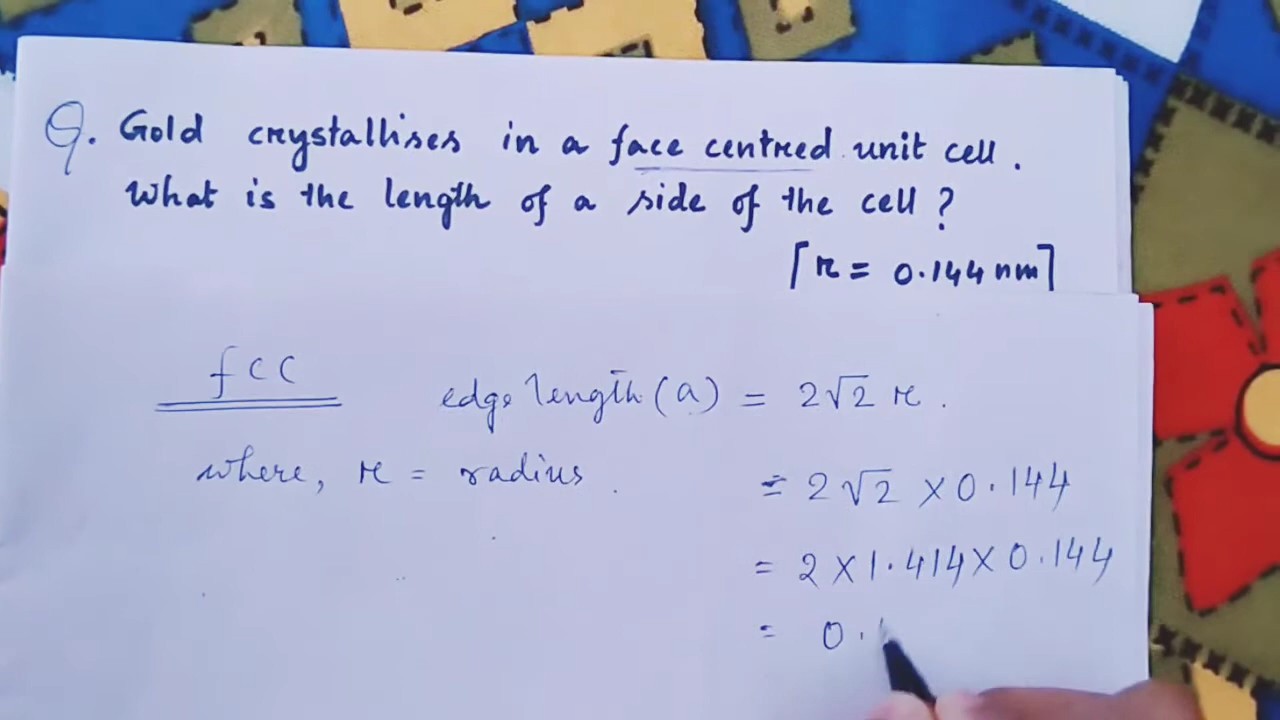 Q. Gold crystallises in a face centred unit cell.
What is the length of a side of the cell?
[r = 0.144 nm]
fcc
edge length (a) = 2√2 r.
where, r = radius.
= 2√2 × 0.144
= 2 × 1.414 × 0.144
= 0.